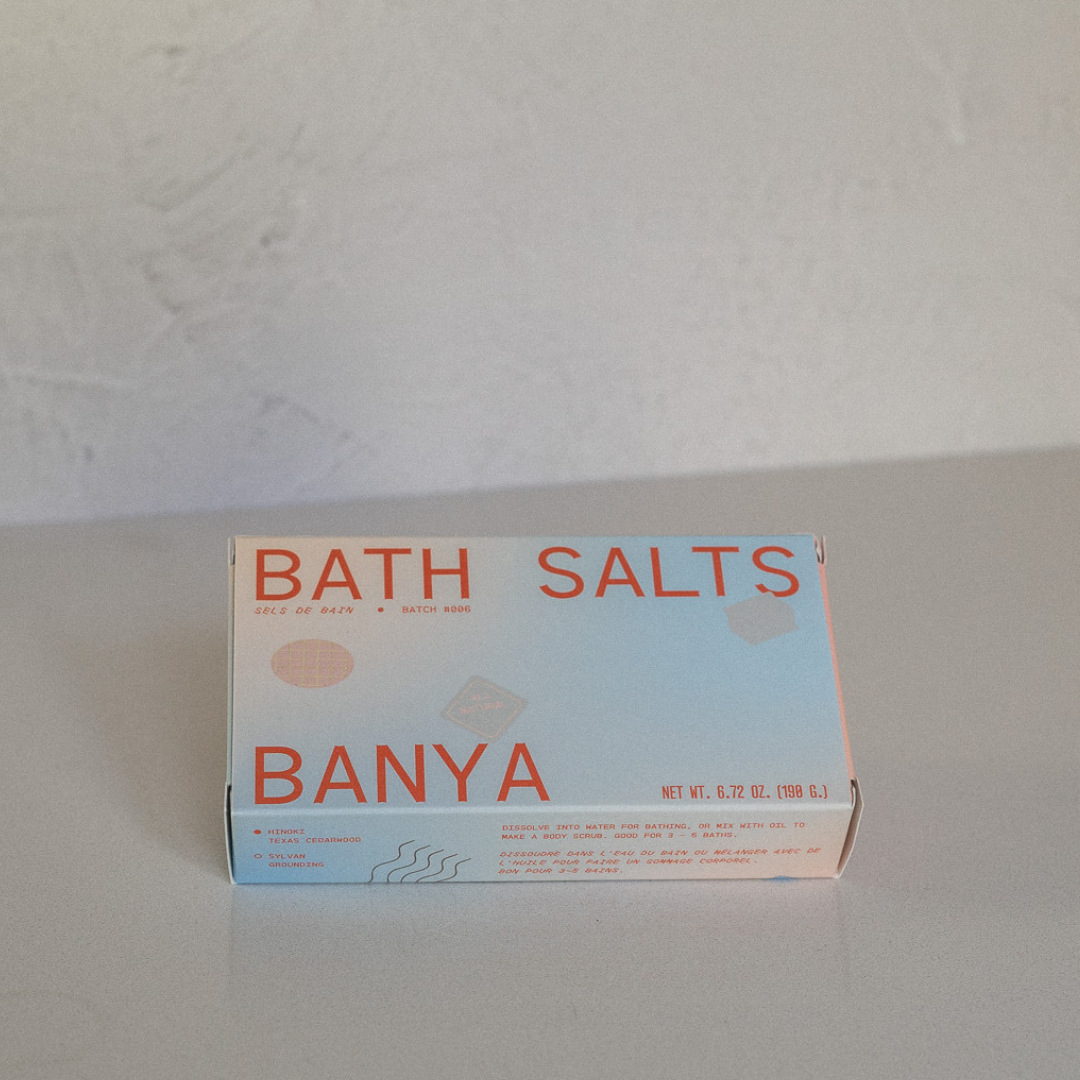 BATH SALTS
SELS DE BAIN • BATCH #006
BANYA
NET WT. 6.72 OZ. (190 G.)
● HINOKI
TEXAS CEDARWOOD
○ SYLVAN
GROUNDING
DISSOLVE INTO WATER FOR BATHING, OR MIX WITH OIL TO
MAKE A BODY SCRUB. GOOD FOR 3 - 5 BATHS.
DISSOUDRE DANS L'EAU DU BAIN OU MÉLANGER AVEC DE
L'HUILE POUR FAIRE UN GOMMAGE CORPOREL.
BON POUR 3-5 BAINS.